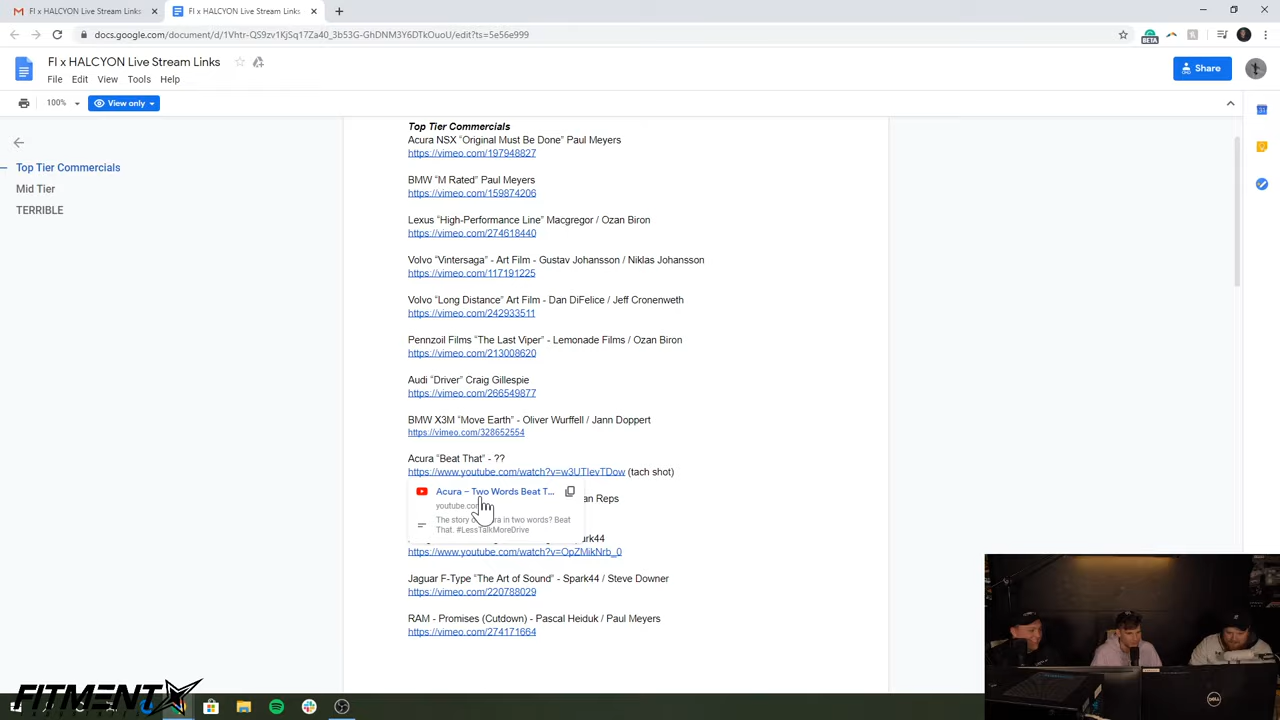 FI x HALCYON Live Stream Links
FI x HALCYON Live Stream Links
docs.google.com/document/d/1Vhtr-QS9zv1KjSq17Za40_3b53G-GhDNM3Y6DTkOuoU/edit?ts=5e56e999
BETA
FI x HALCYON Live Stream Links
File Edit View Tools Help
Share
100% View only
Top Tier Commercials
Mid Tier
TERRIBLE
Top Tier Commercials
Acura NSX “Original Must Be Done” Paul Meyers
https://vimeo.com/197948827
BMW “M Rated” Paul Meyers
https://vimeo.com/159874206
Lexus “High-Performance Line” Macgregor / Ozan Biron
https://vimeo.com/274618440
Volvo “Vintersaga” - Art Film - Gustav Johansson / Niklas Johansson
https://vimeo.com/117191225
Volvo “Long Distance” Art Film - Dan DiFelice / Jeff Cronenweth
https://vimeo.com/242933511
Pennzoil Films “The Last Viper” - Lemonade Films / Ozan Biron
https://vimeo.com/213008620
Audi “Driver” Craig Gillespie
https://vimeo.com/266549877
BMW X3M “Move Earth” - Oliver Wurffell / Jann Doppert
https://vimeo.com/328652554
Acura “Beat That” - ??
https://www.youtube.com/watch?v=w3UTIevTDow (tach shot)
Acura – Two Words Beat T...
an Reps
The story in two words? Beat
That. #LessTalkMoreDrive
https://www.youtube.com/watch?v=OpZMikNrb_0
Jaguar F-Type “The Art of Sound” - Spark44 / Steve Downer
https://vimeo.com/220788029
RAM - Promises (Cutdown) - Pascal Heiduk / Paul Meyers
https://vimeo.com/274171664
FITMENT
DELL